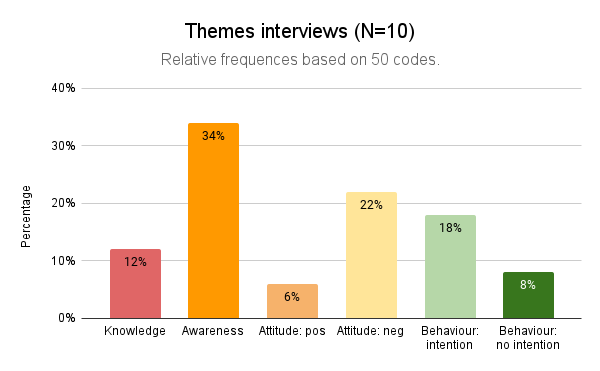 Themes interviews (N=10)
Relative frequences based on 50 codes.
Percentage
40%
30%
20%
10%
0%
12%
34%
6%
22%
18%
8%
Knowledge
Awareness
Attitude: pos
Attitude: neg
Behaviour:
intention
Behaviour:
no intention